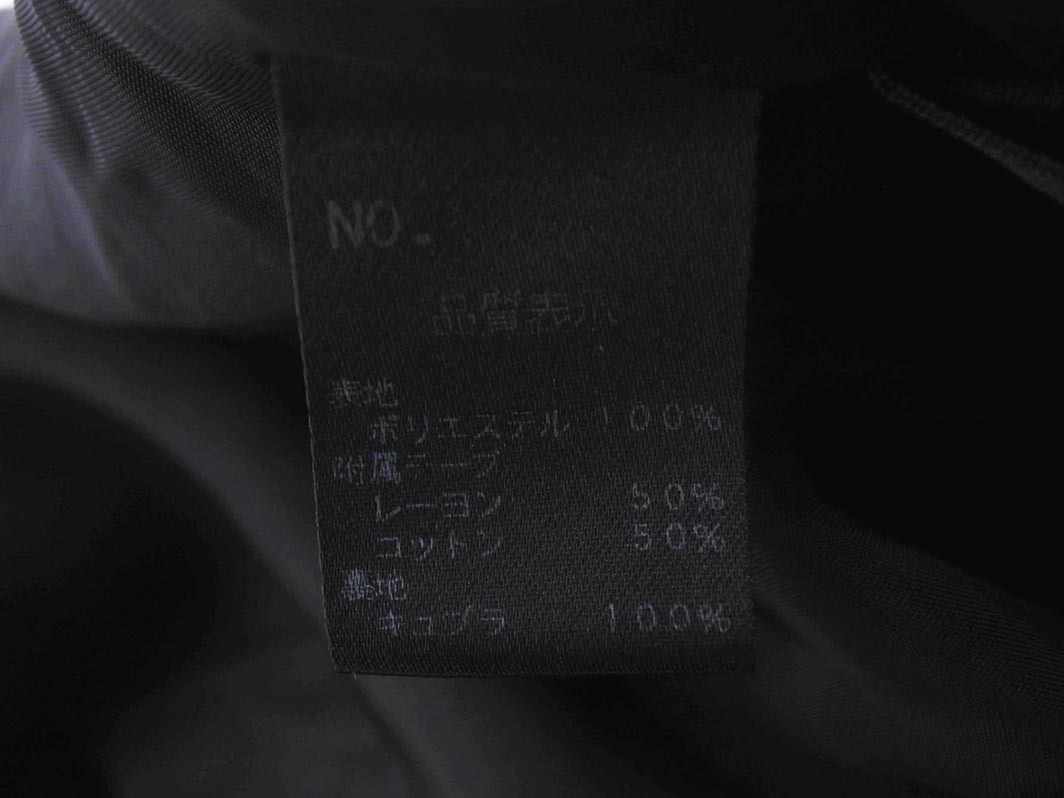 NO.
品質表示
表地
ポリエステル 100%
附属テープ
レーヨン 50%
コットン 50%
裏地
キュプラ 100%